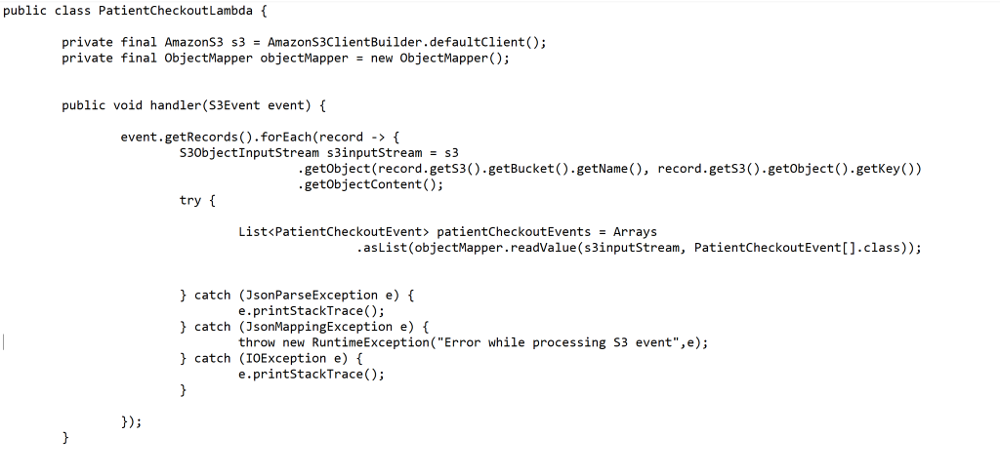 public class PatientCheckoutLambda {
private final AmazonS3 s3 = AmazonS3ClientBuilder.defaultClient();
private final ObjectMapper objectMapper = new ObjectMapper();
public void handler(S3Event event) {
event.getRecords().forEach(record -> {
S3ObjectInputStream s3inputStream = s3
.getObject(record.getS3().getBucket().getName(), record.getS3().getObject().getKey())
.getObjectContent();
try {
List<PatientCheckoutEvent> patientCheckoutEvents = Arrays
.asList(objectMapper.readValue(s3inputStream, PatientCheckoutEvent[].class));
} catch (JsonParseException e) {
e.printStackTrace();
} catch (JsonMappingException e) {
throw new RuntimeException("Error while processing S3 event",e);
} catch (IOException e) {
e.printStackTrace();
}
});
}